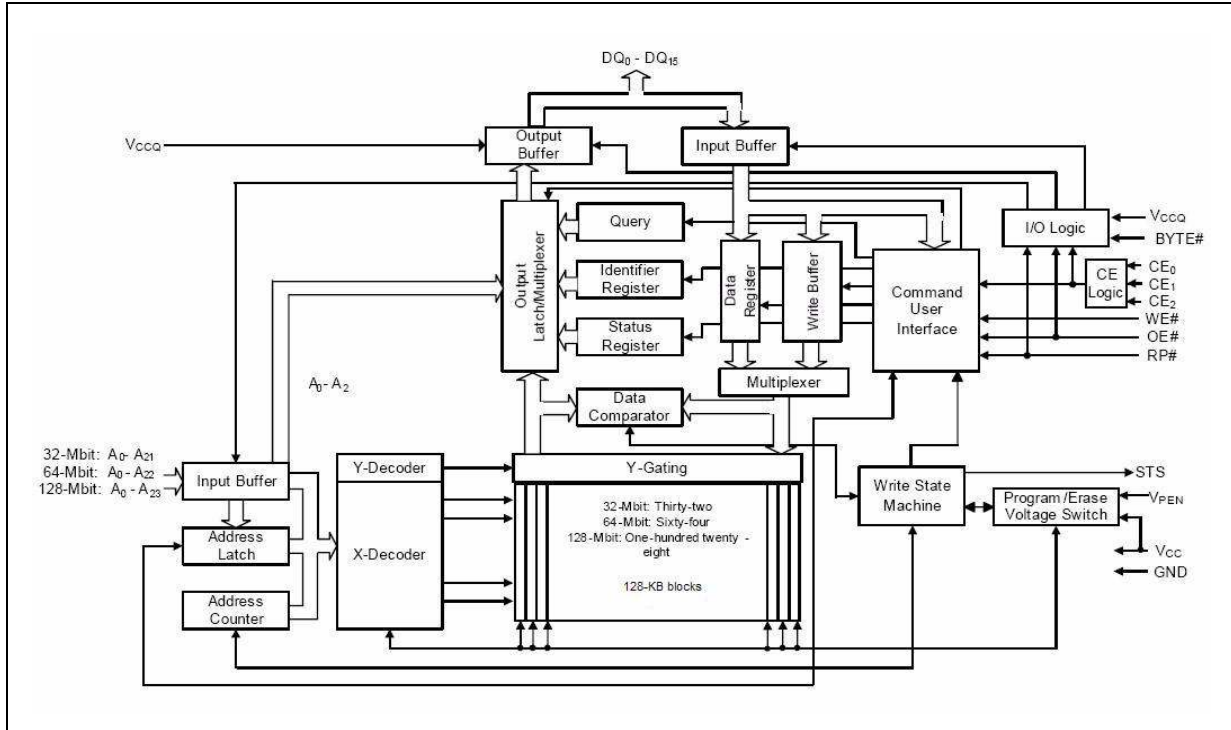 DQ0 - DQ15
VCCQ
Output
Buffer
Input Buffer
Query
Identifier
Register
Status
Register
Output
Latch/Multiplexer
Data
Register
Write Buffer
Command
User
Interface
I/O Logic
VCCQ
BYTE#
CE
Logic
CE0
CE1
CE2
WE#
OE#
RP#
Multiplexer
A0- A2
Data
Comparator
32-Mbit: A0- A21
64-Mbit: A0 - A22
128-Mbit: A0 - A23
Input Buffer
Y-Decoder
Y-Gating
Address
Latch
X-Decoder
Address
Counter
32-Mbit: Thirty-two
64-Mbit: Sixty-four
128-Mbit: One-hundred twenty -
eight
128-KB blocks
Write State
Machine
STS
Program /Erase
Voltage Switch
VPEN
VCC
GND